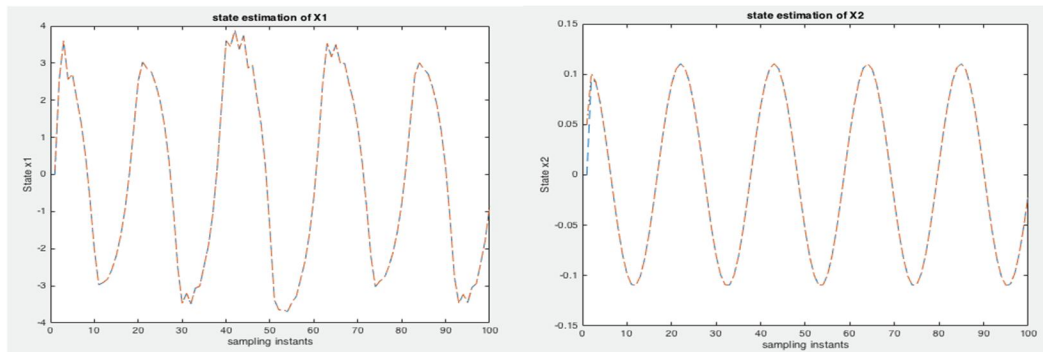 state estimation of X1
4
3
2
1
0
-1
-2
-3
-4
State x1
0 10 20 30 40 50 60 70 80 90 100
sampling instants
state estimation of X2
0.15
0.1
0.05
0
-0.05
-0.1
-0.15
State x2
0 10 20 30 40 50 60 70 80 90 100
sampling instants